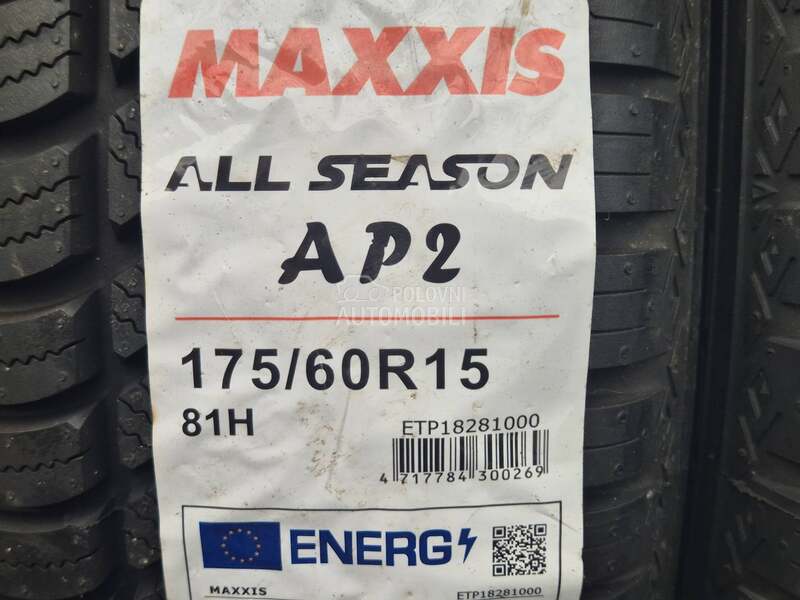 MAXXIS
ALL SEASON
AP2
POLOVNI
AUTOMOBILI
175/60R15
81H
ETP18281000
4 717784 300269
ENERG
MAXXIS
ETP18281000